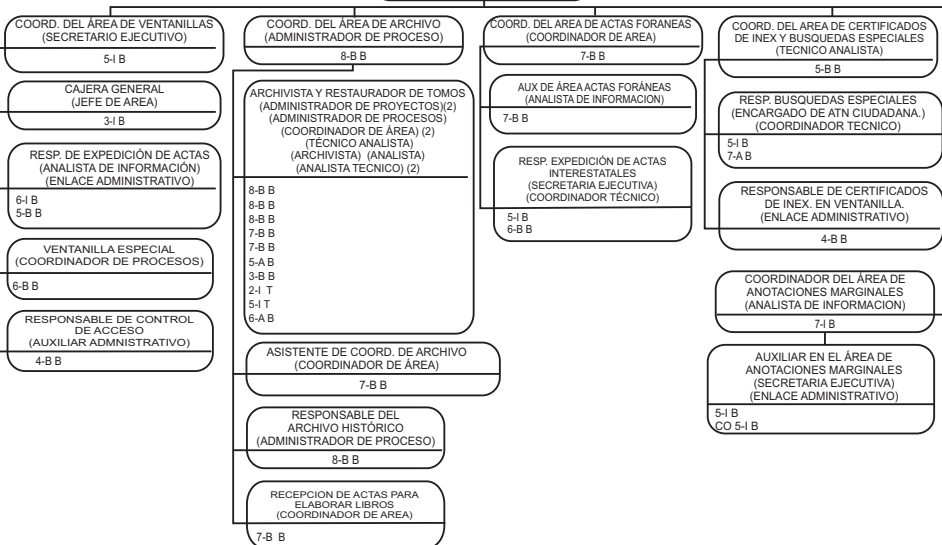 COORD. DEL ÁREA DE VENTANILLAS
(SECRETARIO EJECUTIVO)
5-I B
CAJERA GENERAL
(JEFE DE AREA)
3-I B
RESP. DE EXPEDICIÓN DE ACTAS
(ANALISTA DE INFORMACIÓN)
(ENLACE ADMINISTRATIVO)
6-I B
5-B B
VENTANILLA ESPECIAL
(COORDINADOR DE PROCESOS)
6-B B
RESPONSABLE DE CONTROL
DE ACCESO
(AUXILIAR ADMNISTRATIVO)
4-B B
COORD. DEL ÁREA DE ARCHIVO
(ADMINISTRADOR DE PROCESO)
8-B B
ARCHIVISTA Y RESTAURADOR DE TOMOS
(ADMINISTRADOR DE PROYECTOS)(2)
(ADMINISTRADOR DE PROCESOS)
(COORDINADOR DE ÁREA) (2)
(TÉCNICO ANALISTA)
(ARCHIVISTA) (ANALISTA)
(ANALISTA TECNICO) (2)
8-B B
8-B B
8-B B
7-B B
7-B B
5-A B
3-B B
2-I T
5-I T
6-A B
ASISTENTE DE COORD. DE ARCHIVO
(COORDINADOR DE ÁREA)
7-B B
RESPONSABLE DEL
ARCHIVO HISTÓRICO
(ADMINISTRADOR DE PROCESO)
8-B B
RECEPCION DE ACTAS PARA
ELABORAR LIBROS
(COORDINADOR DE AREA)
7-B B
COORD. DEL AREA DE ACTAS FORANEAS
(COORDINADOR DE AREA)
7-B B
AUX DE ÁREA ACTAS FORÁNEAS
(ANALISTA DE INFORMACION)
7-B B
RESP. EXPEDICIÓN DE ACTAS
INTERESTATALES
(SECRETARIA EJECUTIVA)
(COORDINADOR TÉCNICO)
5-I B
6-B B
COORD. DEL AREA DE CERTIFICADOS
DE INEX Y BUSQUEDAS ESPECIALES
(TECNICO ANALISTA)
5-B B
RESP. BUSQUEDAS ESPECIALES
(ENCARGADO DE ATN CIUDADANA.)
(COORDINADOR TECNICO)
5-I B
7-A B
RESPONSABLE DE CERTIFICADOS
DE INEX. EN VENTANILLA.
(ENLACE ADMINISTRATIVO)
4-B B
COORDINADOR DEL ÁREA DE
ANOTACIONES MARGINALES
(ANALISTA DE INFORMACION)
7-I B
AUXILIAR EN EL ÁREA DE
ANOTACIONES MARGINALES
(SECRETARIA EJECUTIVA)
(ENLACE ADMINISTRATIVO)
5-I B
CO 5-I B